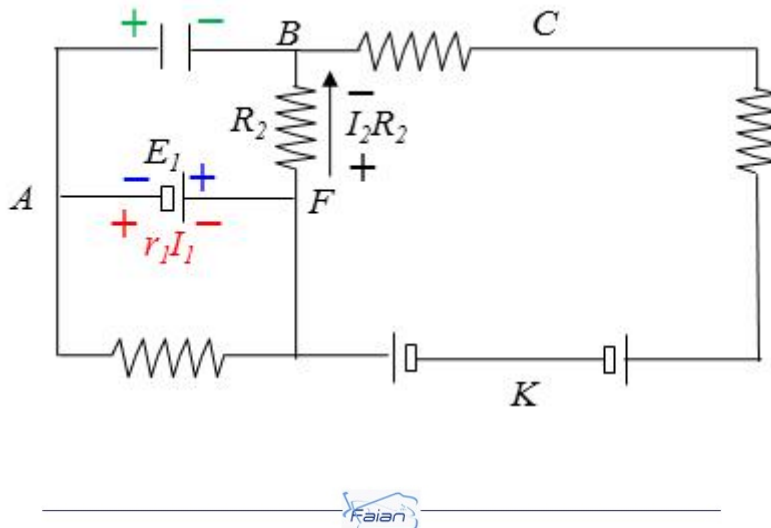 + − B C
R₂ − I₂R₂ +
E₁
A − + F
+ −
r₁I₁
K
Faian